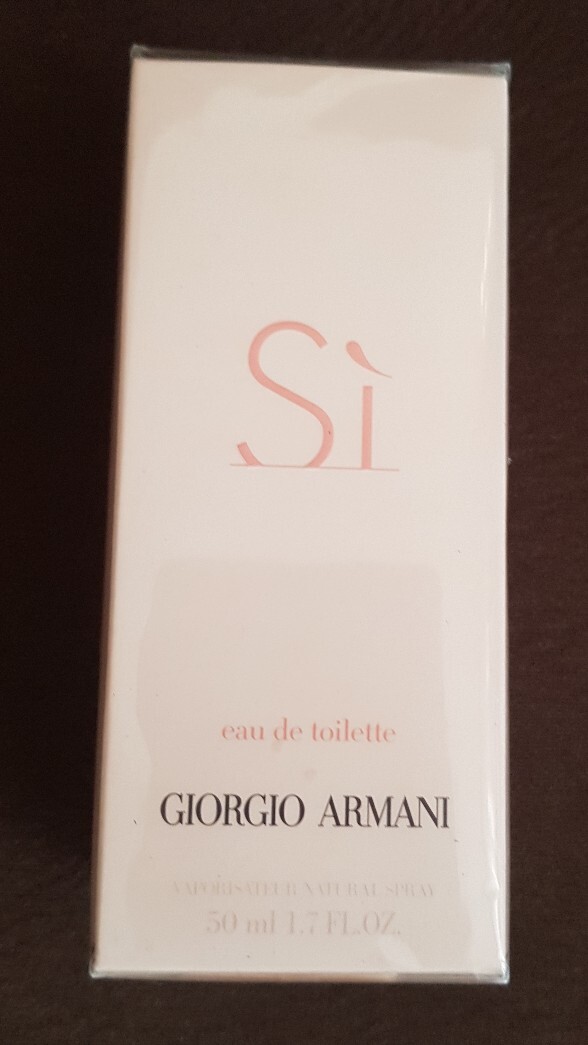 Sì
eau de toilette
GIORGIO ARMANI
VAPORISATEUR NATURAL SPRAY
50 ml 1.7 FL.OZ.